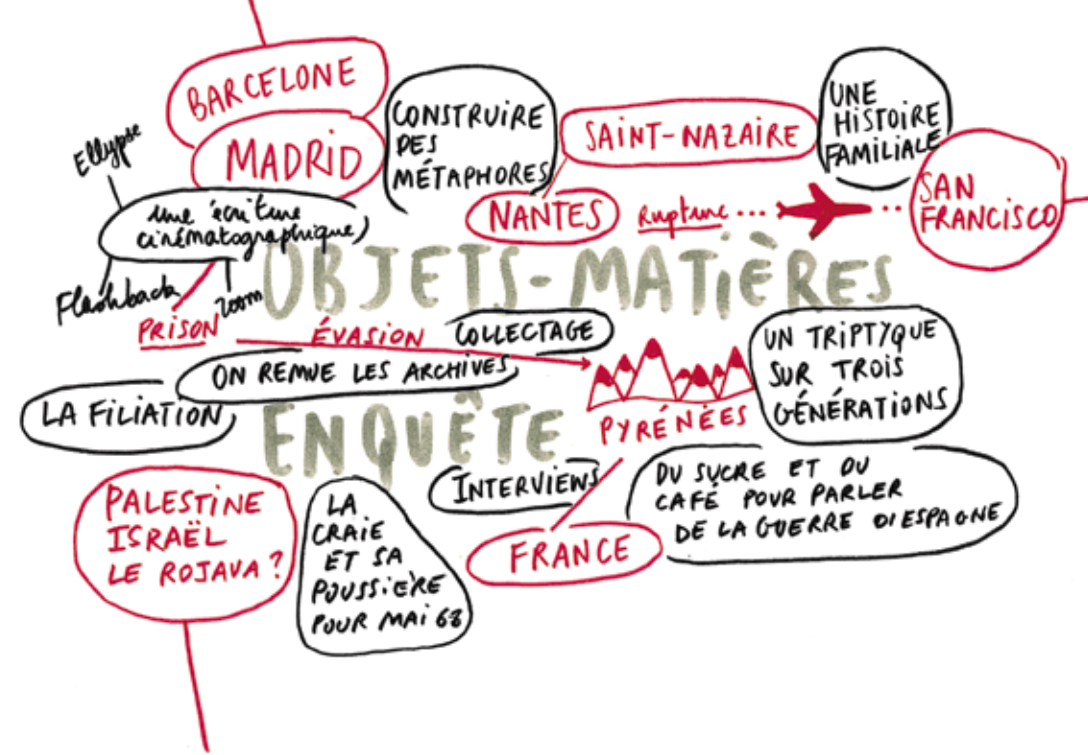 BARCELONE
MADRID
CONSTRUIRE
DES
MÉTAPHORES
SAINT-NAZAIRE
UNE
HISTOIRE
FAMILIALE
SAN
FRANCISCO
Ellypse
une écriture
cinématographique
NANTES
Rupture ...
OBJETS-MATIÈRES
Flashback
Zoom
PRISON
ÉVASION
COLLECTAGE
UN TRIPTYQUE
SUR TROIS
GÉNÉRATIONS
ON REMUE LES ARCHIVES
LA FILIATION
ENQUÊTE
PYRÉNÉES
INTERVIEWS
DU SUCRE ET DU
CAFÉ POUR PARLER
DE LA GUERRE D'ESPAGNE
PALESTINE
ISRAËL
LE ROJAVA ?
LA
CRAIE
ET SA
POUSSIÈRE
POUR MAI 68
FRANCE